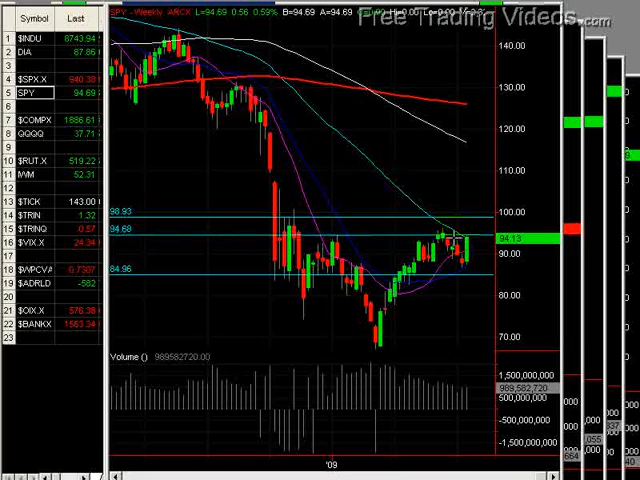 Free Trading Videos.com
Symbol Last
1 $INDU 8743.94
2 DIA 87.86
3
4 $SPX.X 940.38
5 SPY 94.69
6
7 $COMPX 1866.61
8 QQQQ 37.71
9
10 $RUT.X 519.22
11 IWM 52.31
12
13 $TICK 143.00
14 $TRIN 1.32
15 $TRINQ 0.57
16 $VIX.X 24.34
17
18 $WPCVA 0.7307
19 $ADRLD -582
20
21 $OIX.X 576.38
22 $BANKX 1563.34
23
SPY - Weekly ARCX L=94.69 0.56 0.59% B=94.69 A=94.69
140.00
130.00
120.00
110.00
100.00
98.93
94.68
94.13
90.00
84.96
80.00
70.00
Volume () 989582720.00
1,500,000,000
989,582,720
500,000,000
-500,000,000
-1,500,000,000
'09